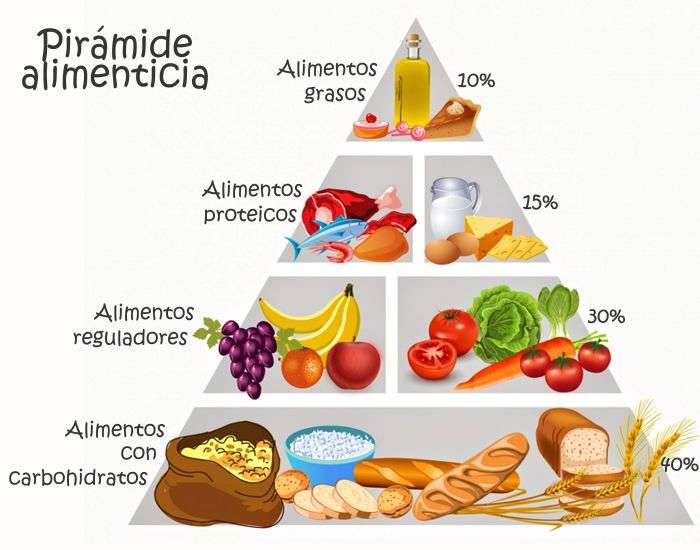 Pirámide
alimenticia
Alimentos
grasos
10%
Alimentos
proteicos
15%
Alimentos
reguladores
30%
Alimentos
con
carbohidratos
40%